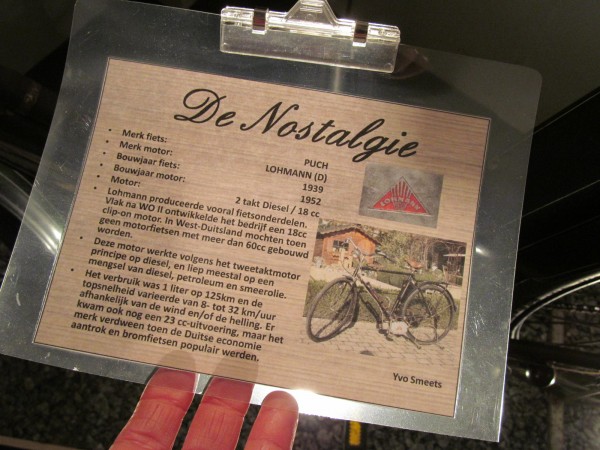 De Nostalgie
Merk fiets: PUCH
Merk motor: LOHMANN (D)
Bouwjaar fiets: 1939
Bouwjaar motor: 1952
Motor: 2 takt Diesel / 18 cc
Lohmann produceerde vooral fietsonderdelen.
Vlak na WO II ontwikkelde het bedrijf een 18cc
clip-on motor. In West-Duitsland mochten toen
geen motorfietsen met meer dan 60cc gebouwd
worden.
Deze motor werkte volgens het tweetaktmotor
principe op diesel, en liep meestal op een
mengsel van diesel, petroleum en smeerolie.
Het verbruik was 1 liter op 125km en de
topsnelheid varieerde van 8- tot 32 km/uur
afhankelijk van de wind en/of de helling. Er
kwam ook nog een 23 cc-uitvoering, maar het
merk verdween toen de Duitse economie
aantrok en bromfietsen populair werden.
LOHMANN
Yvo Smeets